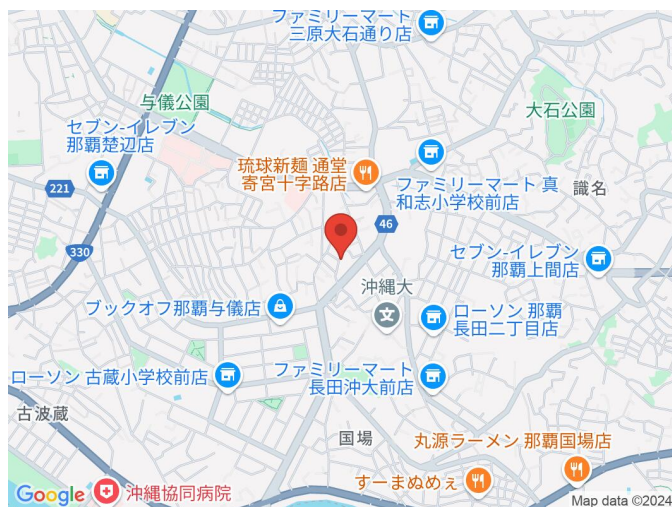 ファミリーマート
三原大石通り店
与儀公園
大石公園
セブン-イレブン
那覇楚辺店
琉球新麺 通堂
寄宮十字路店
ファミリーマート 真
和志小学校前店
識名
221
46
330
セブン-イレブン
那覇上間店
ブックオフ那覇与儀店
沖縄大
文
ローソン 那覇
長田二丁目店
ローソン 古蔵小学校前店
ファミリーマート
長田沖大前店
古波蔵
国場
丸源ラーメン 那覇国場店
すーまぬめぇ
Google
沖縄協同病院
Map data ©2024